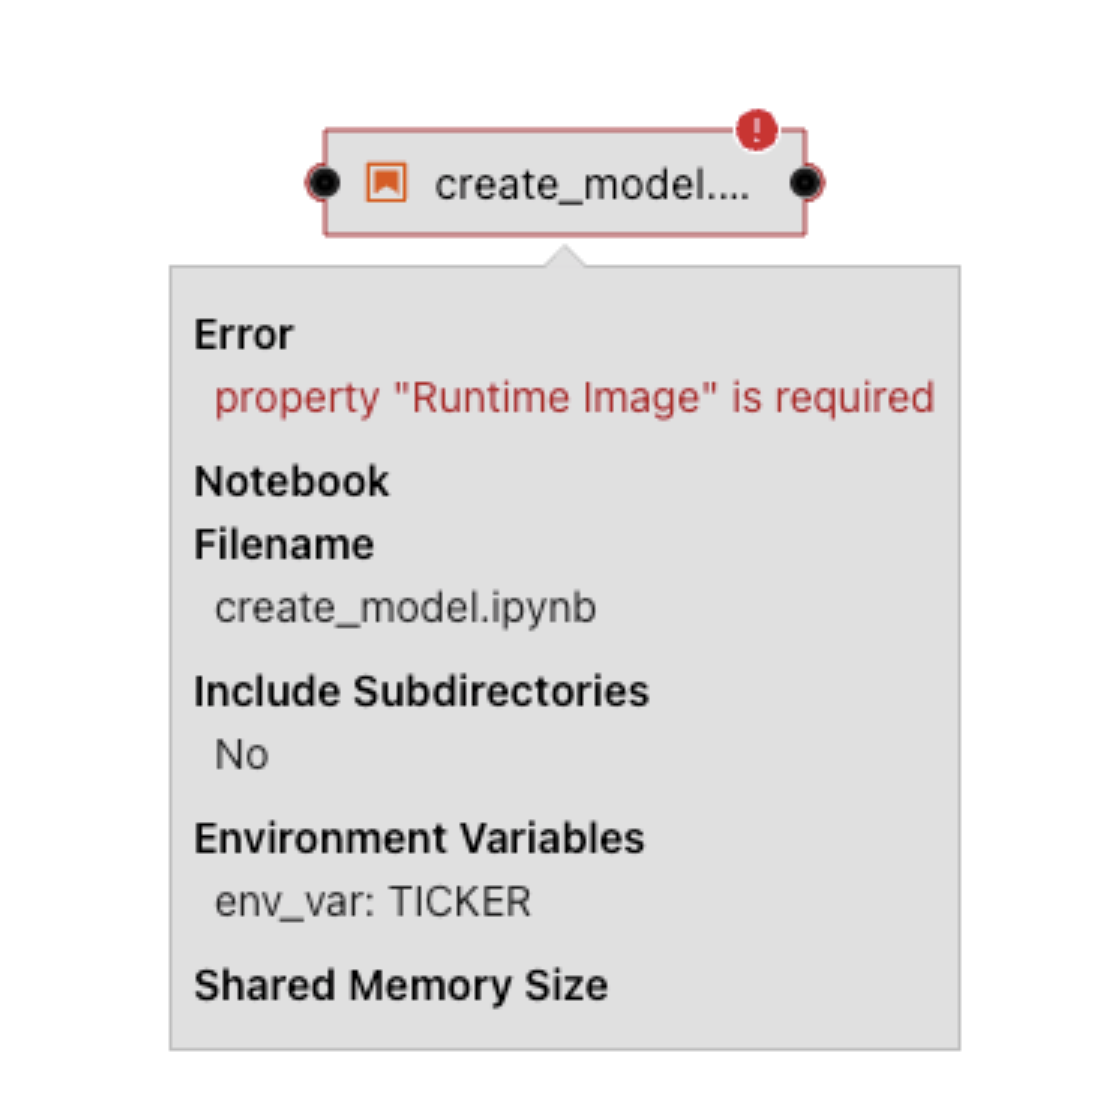 create_model....
Error
property "Runtime Image" is required
Notebook
Filename
create_model.ipynb
Include Subdirectories
No
Environment Variables
env_var: TICKER
Shared Memory Size